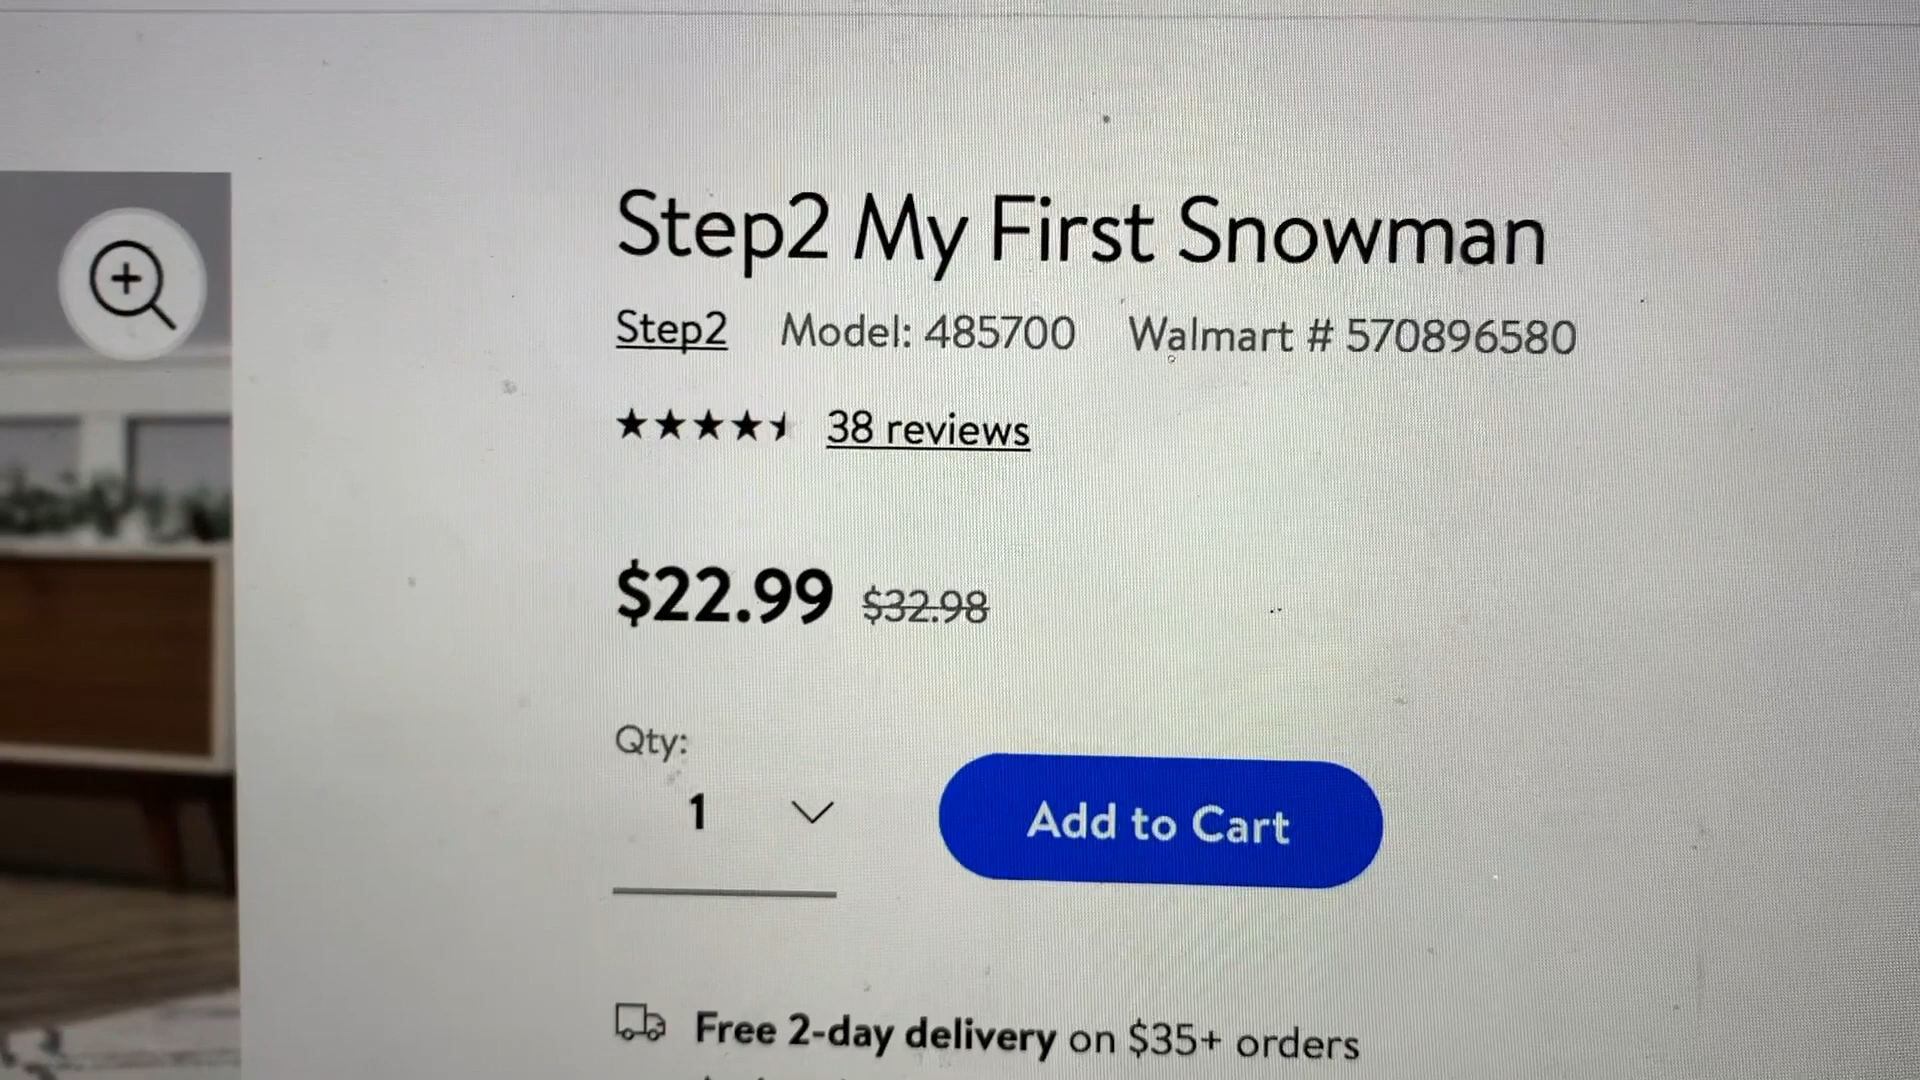 Step2 My First Snowman
Step2 Model: 485700 Walmart # 570896580
38 reviews
$22.99 $32.98
Qty:
1
Add to Cart
Free 2-day delivery on $35+ orders